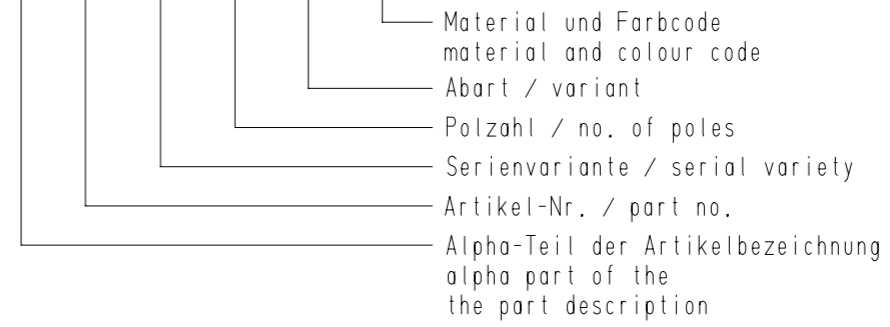 Material und Farbcode
material and colour code
Abart / variant
Polzahl / no. of poles
Serienvariante / serial variety
Artikel-Nr. / part no.
Alpha-Teil der Artikelbezeichnung
alpha part of the
the part description